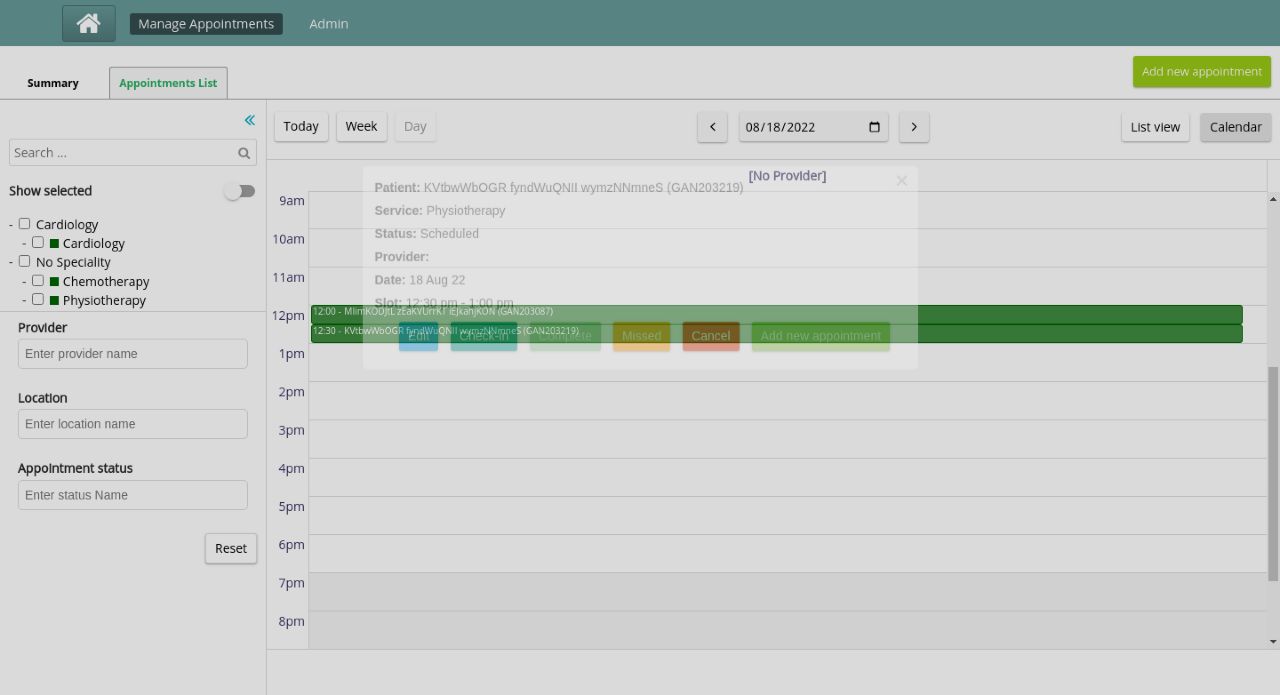 Manage Appointments
Admin
Summary
Appointments List
Add new appointment
Search ...
Show selected
- Cardiology
- Cardiology
- No Speciality
- Chemotherapy
- Physiotherapy
Provider
Enter provider name
Location
Enter location name
Appointment status
Enter status Name
Reset
Today
Week
Day
08/18/2022
List view
Calendar
[No Provider]
Patient: KVtbwWbOGR fyndWuQNII wymzNNmneS (GAN203219)
Service: Physiotherapy
Status: Scheduled
Provider:
Date: 18 Aug 22
Slot: 12:30 pm - 1:00 pm
Edit
Check-in
Complete
Missed
Cancel
Add new appointment
9am
10am
11am
12pm
12:00 - (GAN203087)
12:30 - KVtbwWbOGR fyndWuQNII wymzNNmneS (GAN203219)
1pm
2pm
3pm
4pm
5pm
6pm
7pm
8pm